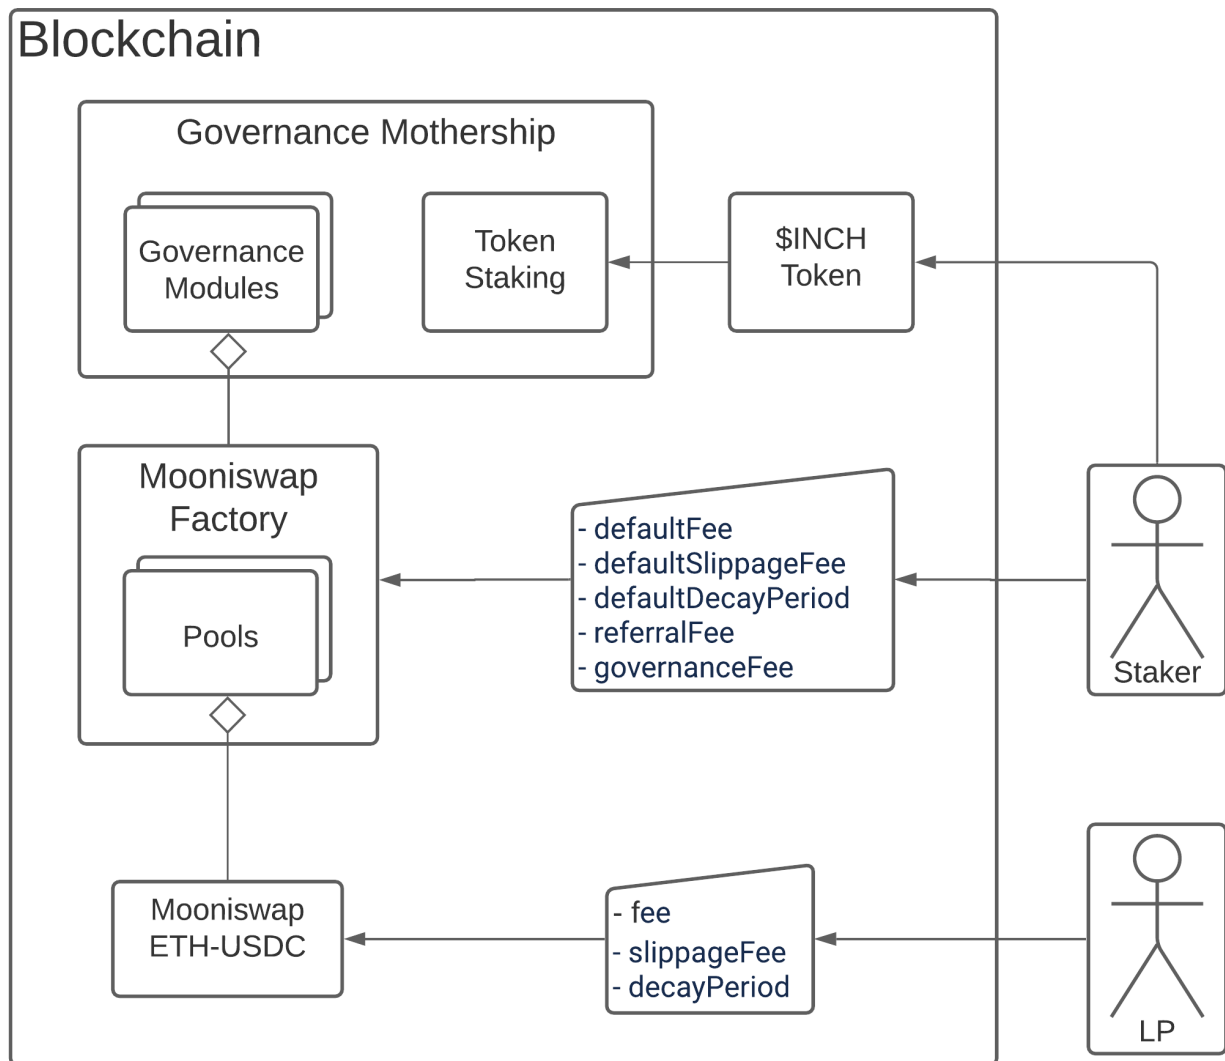 Blockchain
Governance Mothership
Governance
Modules
Token
Staking
$INCH
Token
Mooniswap
Factory
Pools
- defaultFee
- defaultSlippageFee
- defaultDecayPeriod
- referralFee
- governanceFee
Staker
Mooniswap
ETH-USDC
- fee
- slippageFee
- decayPeriod
LP